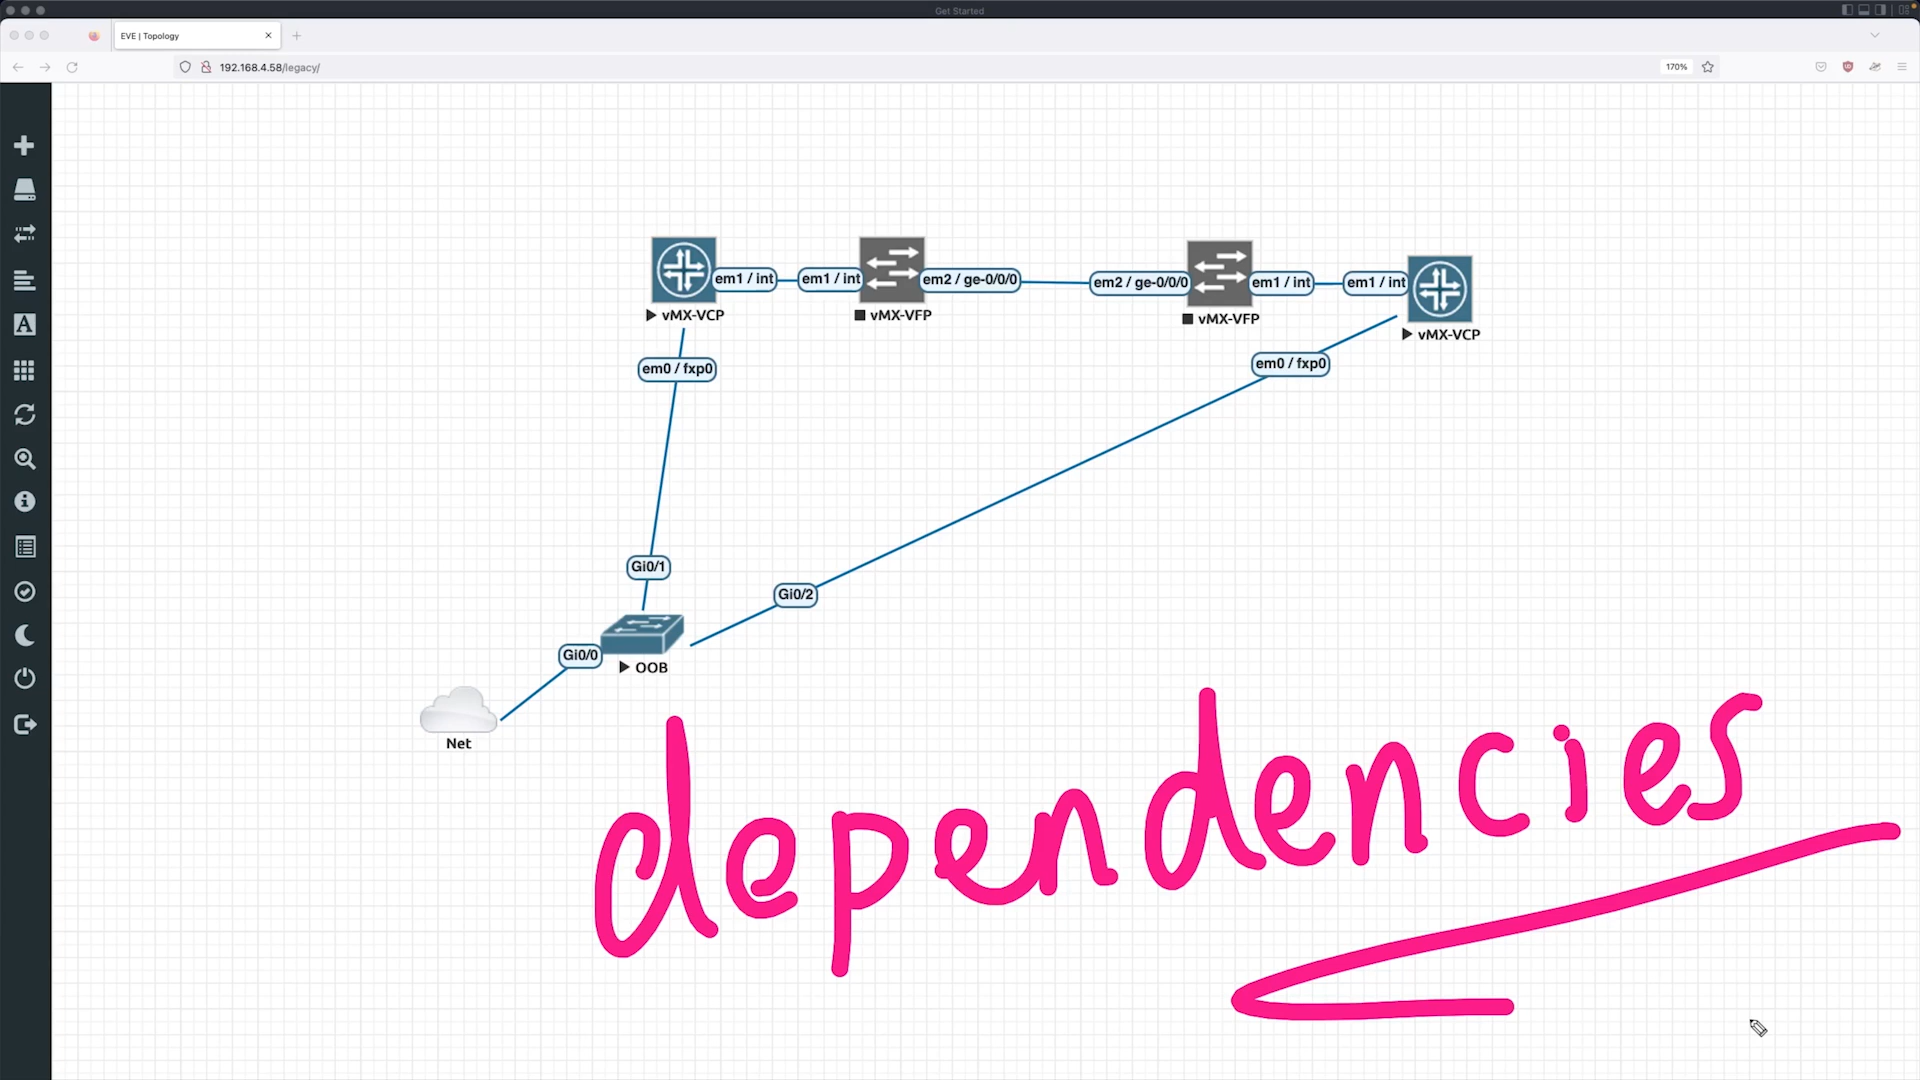 Get Started
EVE | Topology
192.168.4.58/legacy/
170%
em1 / int
em1 / int
em2 / ge-0/0/0
em2 / ge-0/0/0
em1 / int
em1 / int
vMX-VCP
vMX-VFP
vMX-VFP
vMX-VCP
em0 / fxp0
em0 / fxp0
Gi0/1
Gi0/2
Gi0/0
OOB
Net
dependencies